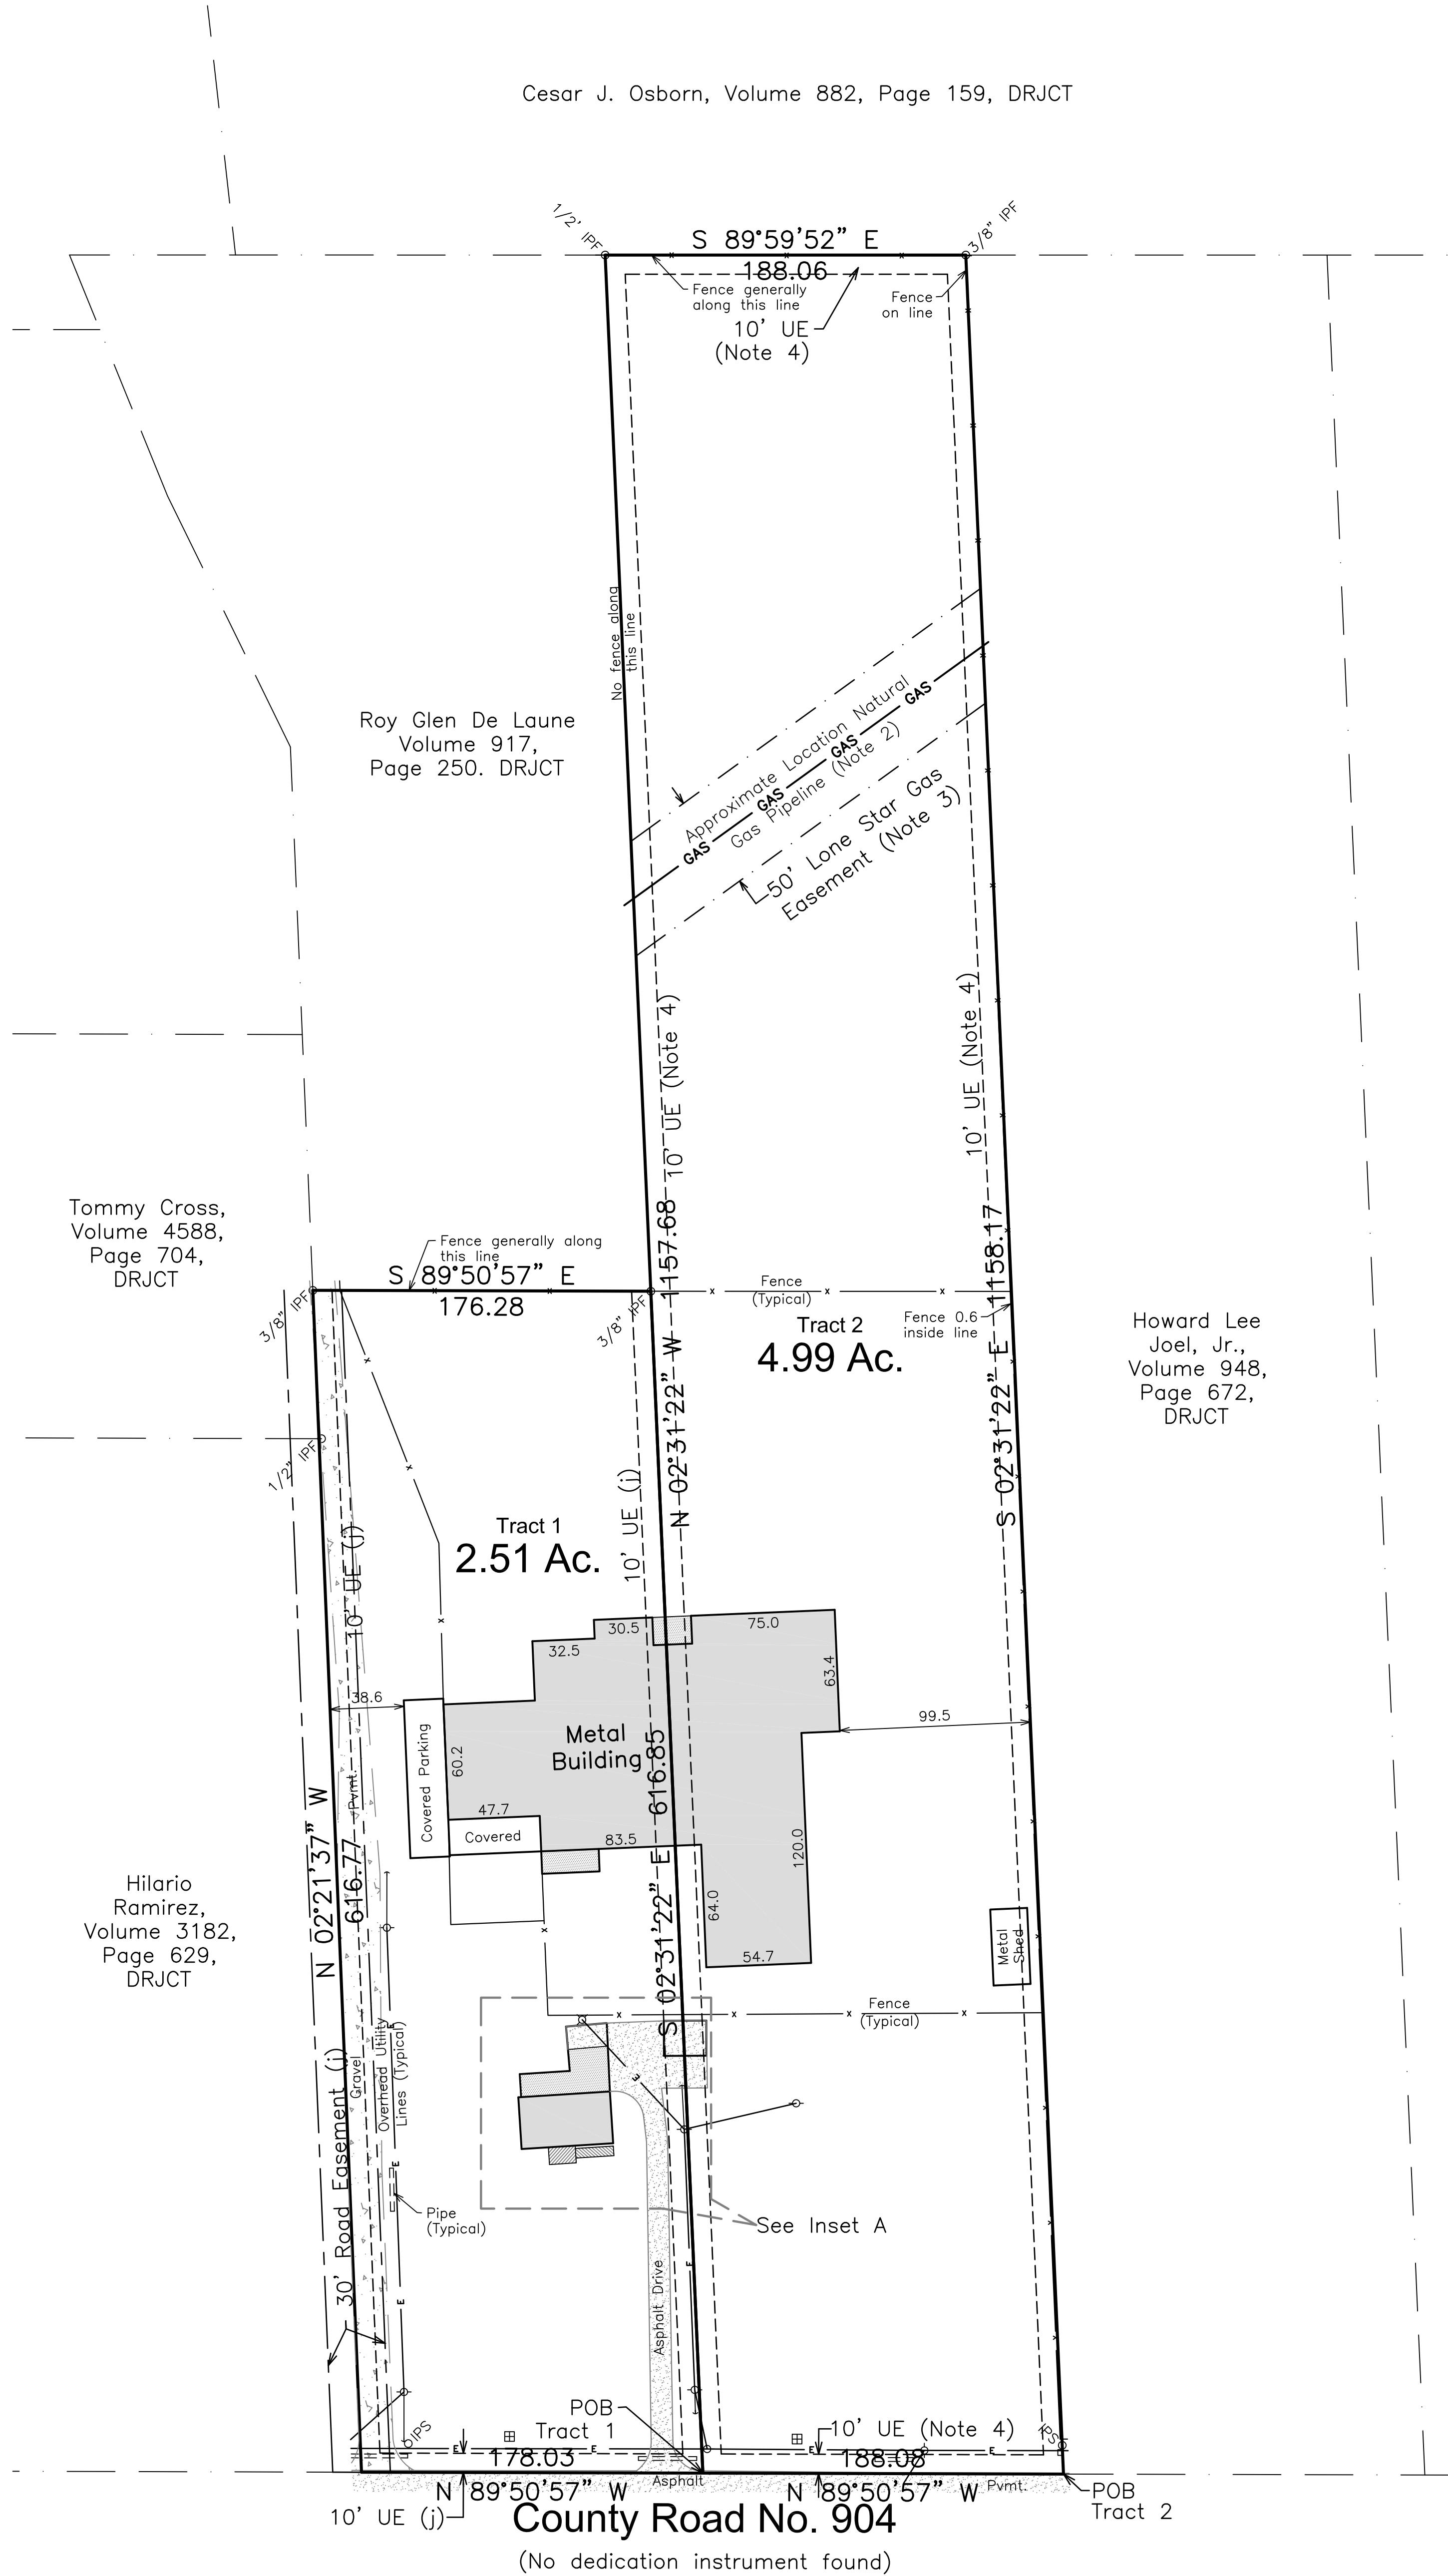 Cesar J. Osborn, Volume 882, Page 159, DRJCT
1/2' IPF
S 89°59'52" E
3/8" IPF
188.06
Fence generally
along this line
Fence
on line
10' UE
(Note 4)
No fence along
this line
Roy Glen De Laune
Volume 917,
Page 250. DRJCT
Approximate Location Natural
GAS GAS GAS GAS
Gas Pipeline (Note 2)
50' Lone Star Gas
Easement (Note 3)
10' UE (Note 4)
10' UE (Note 4)
Tommy Cross,
Volume 4588,
Page 704,
DRJCT
Fence generally along
this line
S 89°50'57" E
176.28
3/8" IPF
3/8" IPF
N 02°31'22" W 1157.68
S 02°31'22" E 1158.17
Fence
(Typical)
Tract 2
4.99 Ac.
Fence 0.6
inside line
Howard Lee
Joel, Jr.,
Volume 948,
Page 672,
DRJCT
1/2" IPF
10' UE (j)
10' UE (j)
Tract 1
2.51 Ac.
30.5
32.5
75.0
63.4
38.6
99.5
Covered Parking
60.2
Metal
Building
47.7
Covered
83.5
120.0
64.0
54.7
S 02°31'22" E 616.85
N 02°21'37" W
616.77
Pvmt.
Gravel
Hilario
Ramirez,
Volume 3182,
Page 629,
DRJCT
Metal
Shed
Fence
(Typical)
30' Road Easement (j)
Overhead Utility
Lines (Typical)
E
E
E
E
Pipe
(Typical)
See Inset A
Asphalt Drive
POB
Tract 1
IPS
IPS
10' UE (Note 4)
E E E E
178.03
188.08
N 89°50'57" W
Asphalt
N 89°50'57" W
Pvmt.
POB
Tract 2
10' UE (j)
County Road No. 904
(No dedication instrument found)